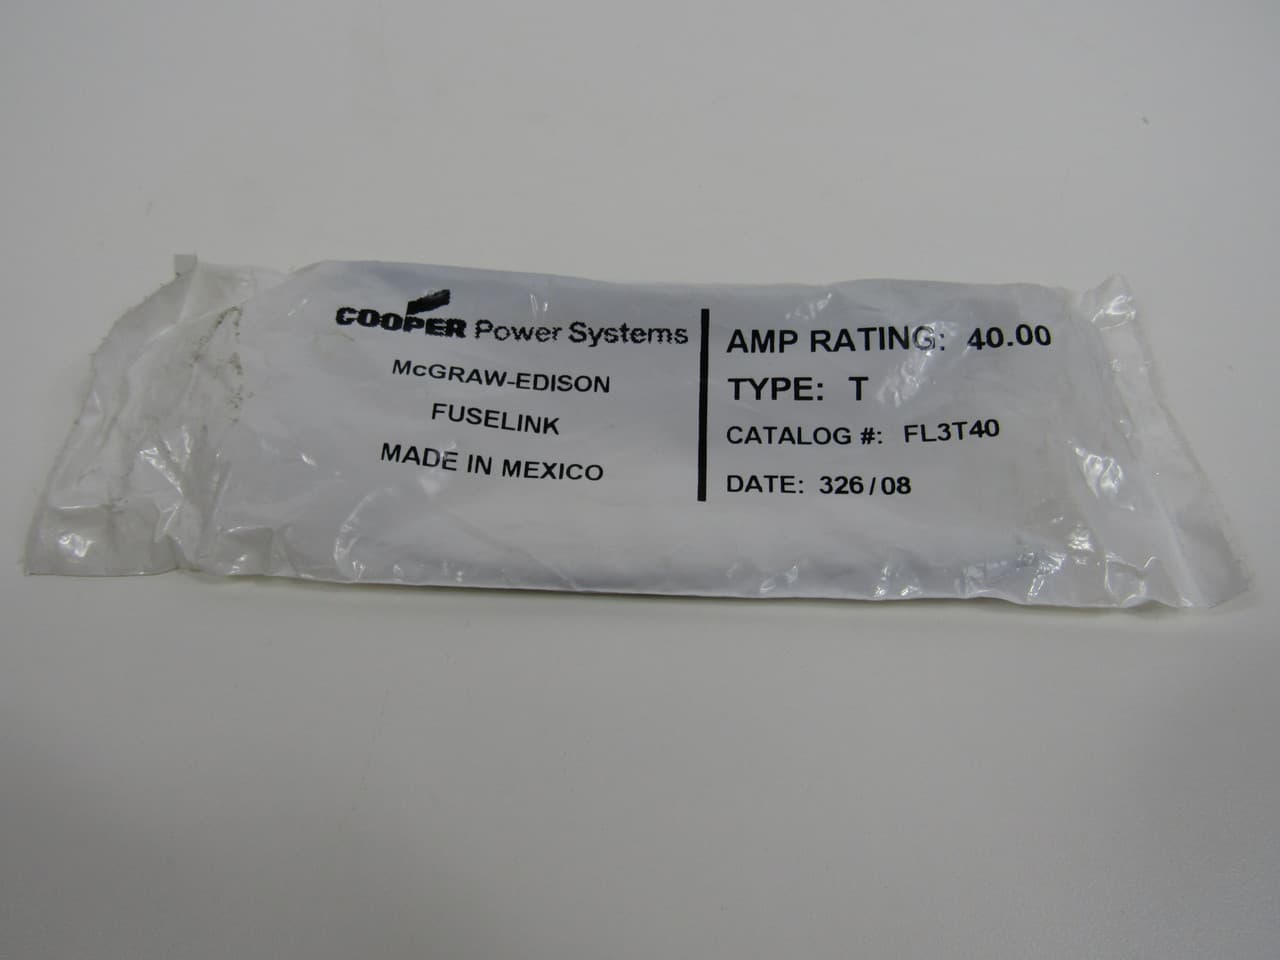 COOPER Power Systems
McGRAW-EDISON
FUSELINK
MADE IN MEXICO
AMP RATING: 40.00
TYPE: T
CATALOG #: FL3T40
DATE: 326/08